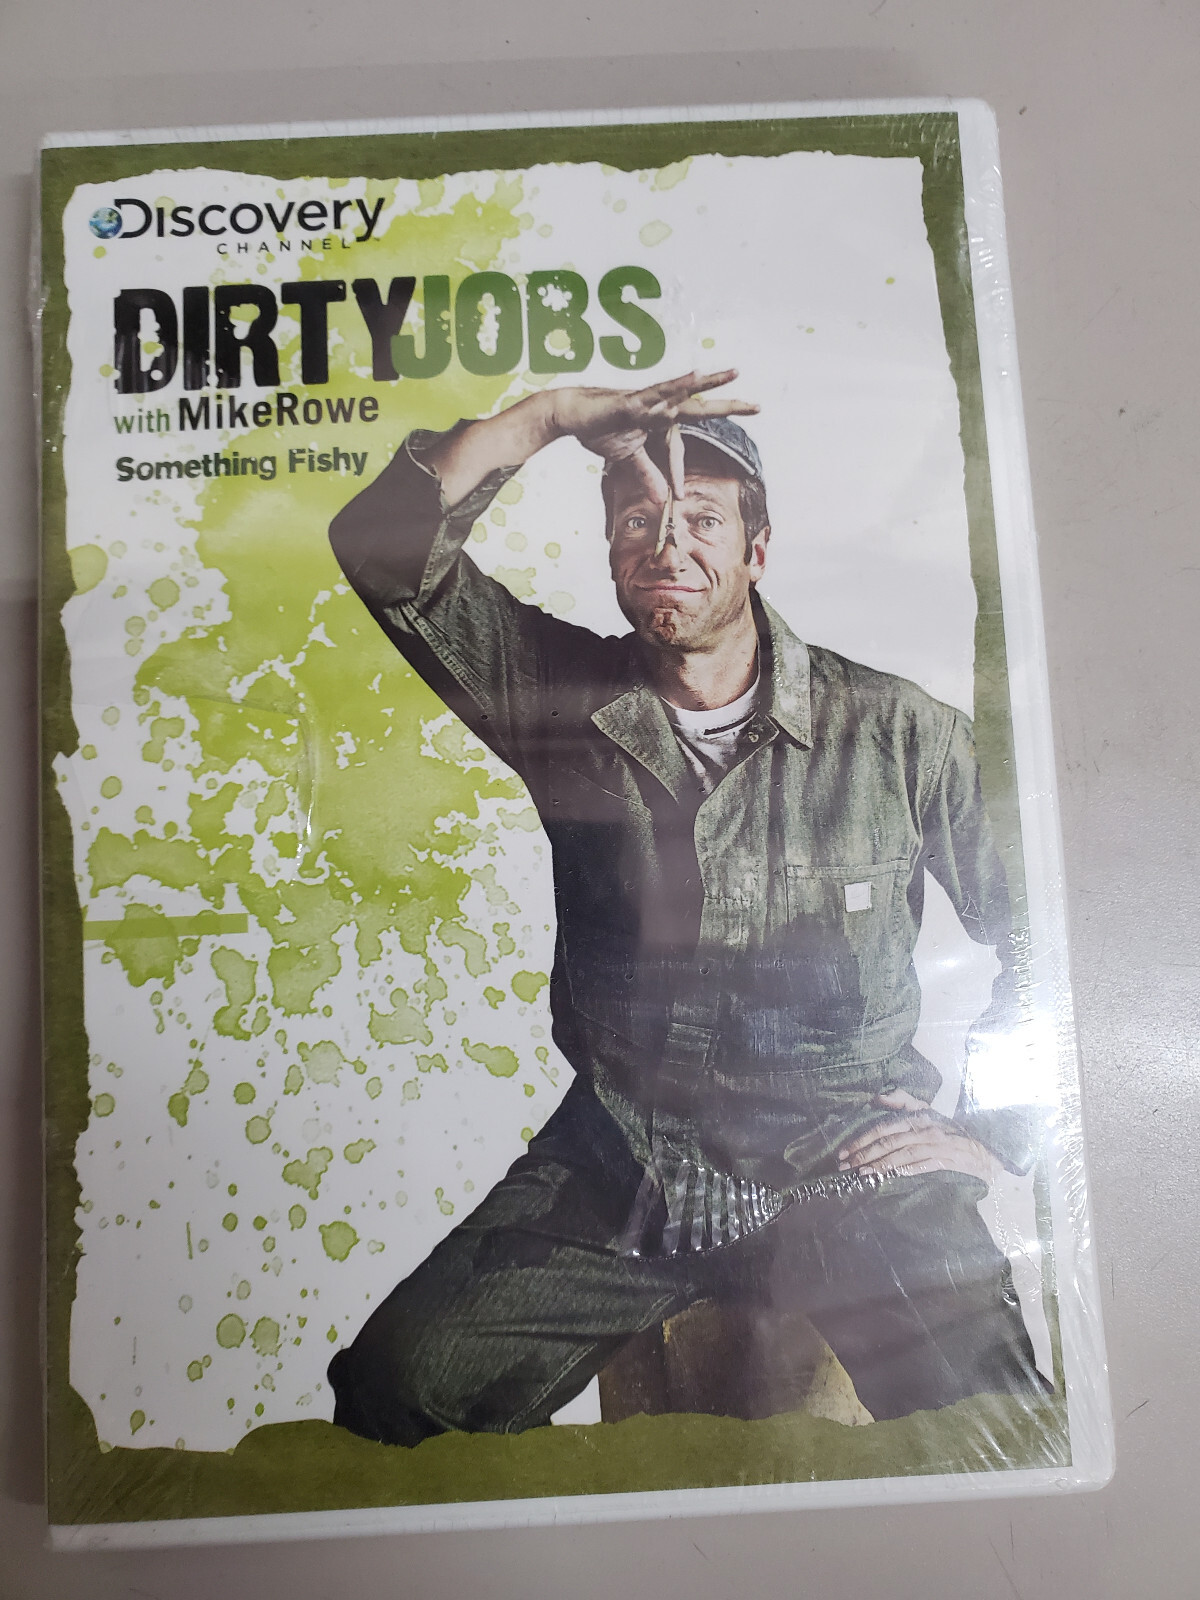 Discovery
CHANNEL
DIRTYJOBS
with MikeRowe
Something Fishy